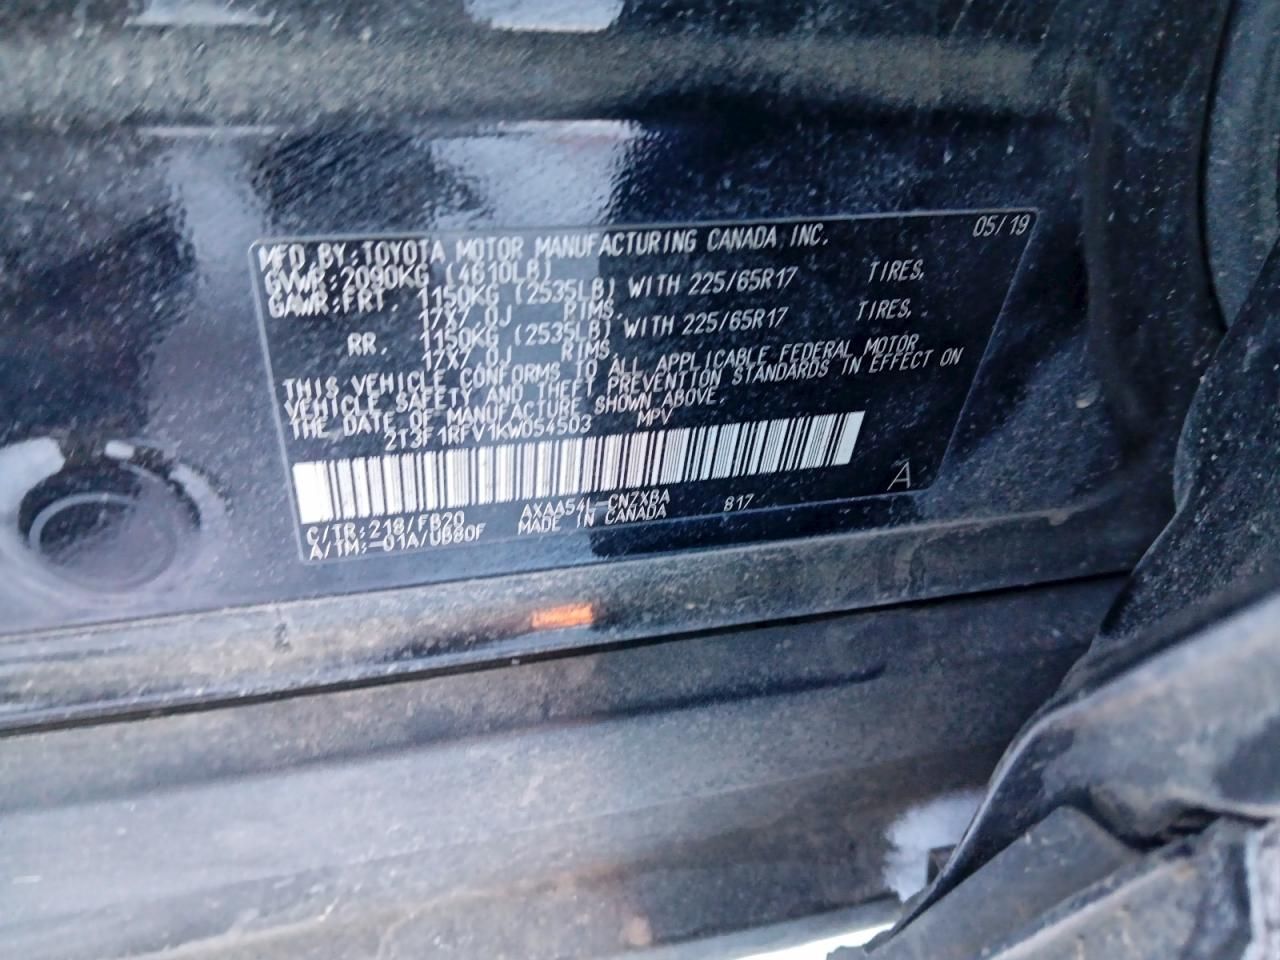 MFD BY:TOYOTA MOTOR MANUFACTURING CANADA INC. 05/19
GVWR:2090KG (4610LB)
GAWR:FRT. 1150KG (2535LB) WITH 225/65R17 TIRES,
17X7.0J RIMS.
RR. 1150KG (2535LB) WITH 225/65R17 TIRES,
17X7.0J RIMS.
THIS VEHICLE CONFORMS TO ALL APPLICABLE FEDERAL MOTOR
VEHICLE SAFETY AND THEFT PREVENTION STANDARDS IN EFFECT ON
THE DATE OF MANUFACTURE SHOWN ABOVE.
2T3F1RFV1KW054503 MPV
C/TR:218/FB20 AXAA54L-CNZXBA 817 A
A/TM:-01A/UB80F MADE IN CANADA